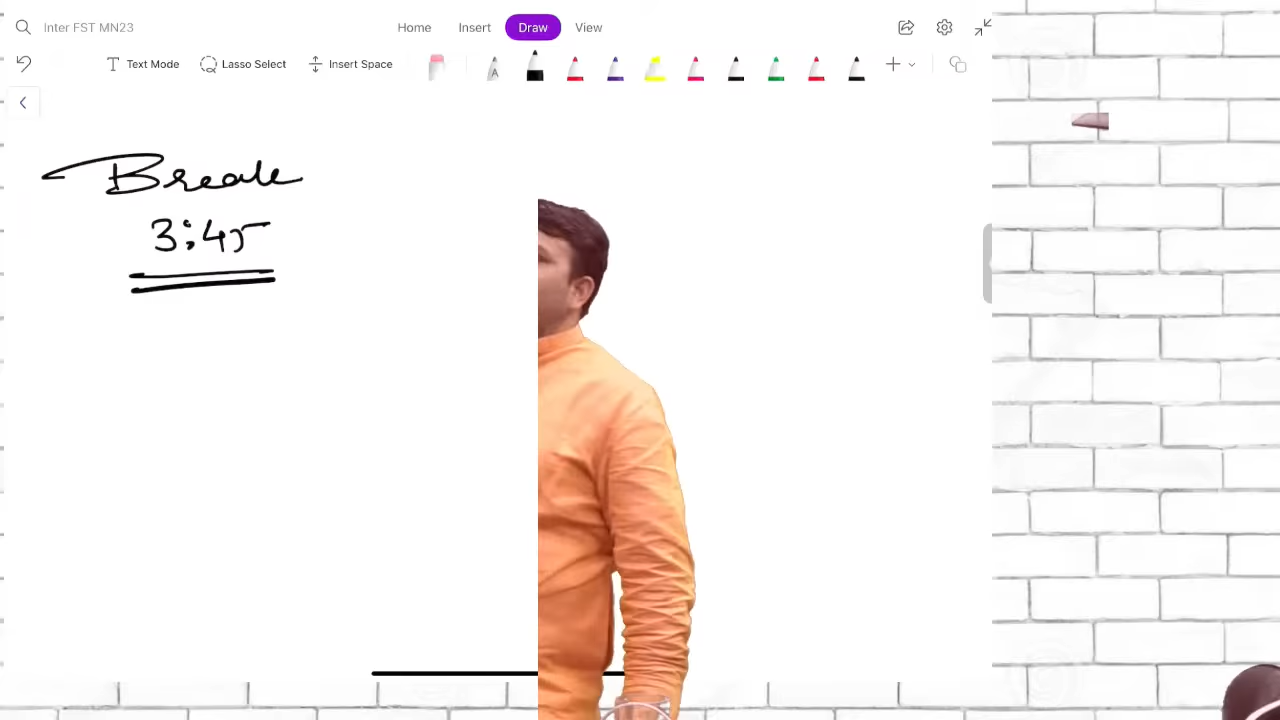 Inter FST MN23
Home Insert Draw View
Text Mode Lasso Select Insert Space
A
Break
3:45